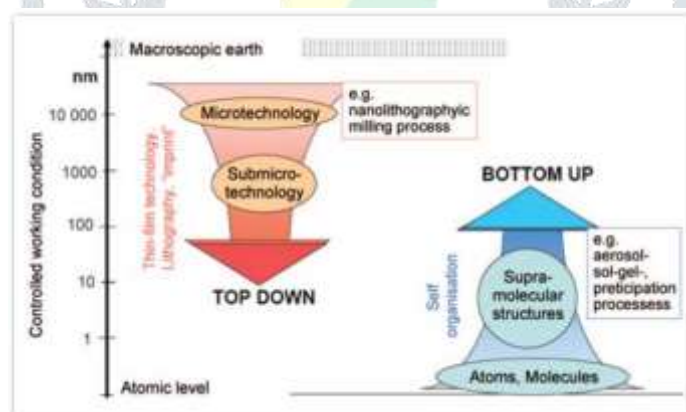 Macroscopic earth
nm
10 000
1000
100
10
1
Controlled working condition
Atomic level
Thin-film technology
Lithography, "Imprint"
Microtechnology
Submicro-
technology
TOP DOWN
e.g.
nanolithographyic
milling process
BOTTOM UP
Self
organisation
Supra-
molecular
structures
Atoms, Molecules
e.g.
aerosol-
sol-gel-,
preticipation
processess